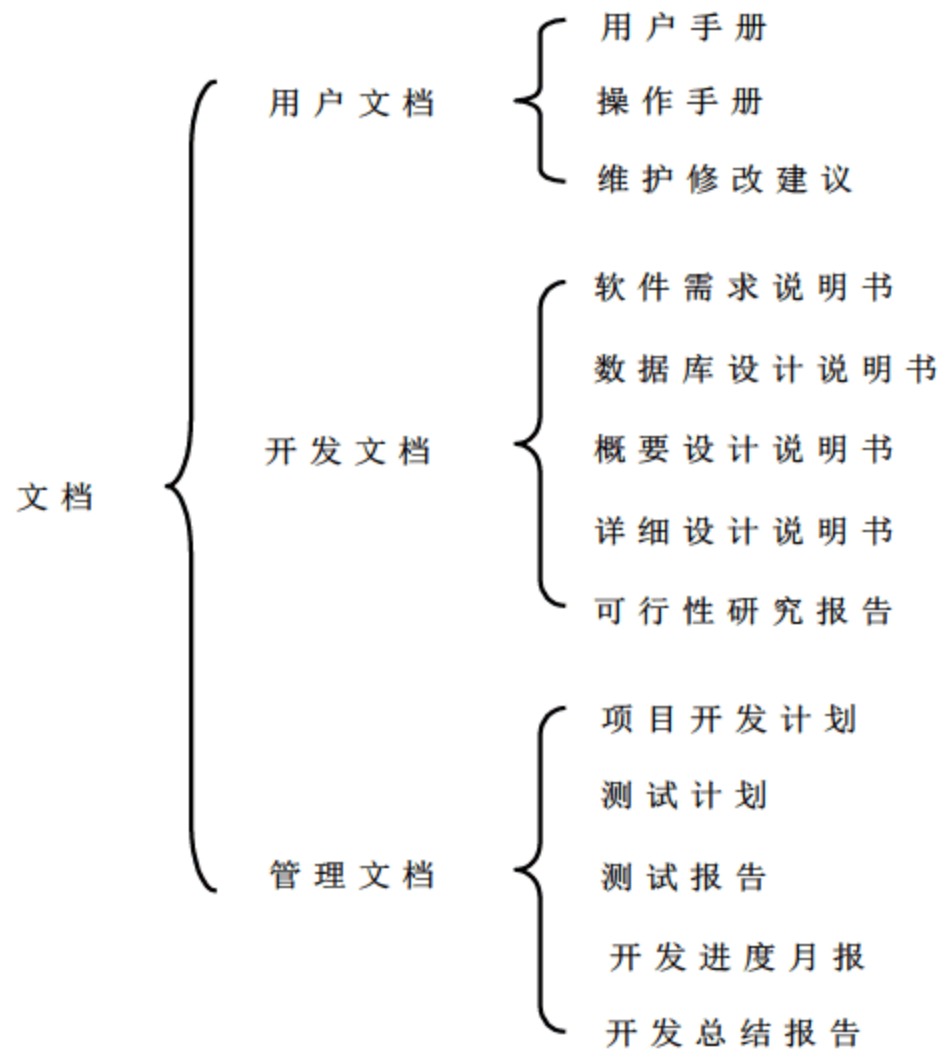 文档
用户文档
用户手册
操作手册
维护修改建议
开发文档
软件需求说明书
数据库设计说明书
概要设计说明书
详细设计说明书
可行性研究报告
管理文档
项目开发计划
测试计划
测试报告
开发进度月报
开发总结报告